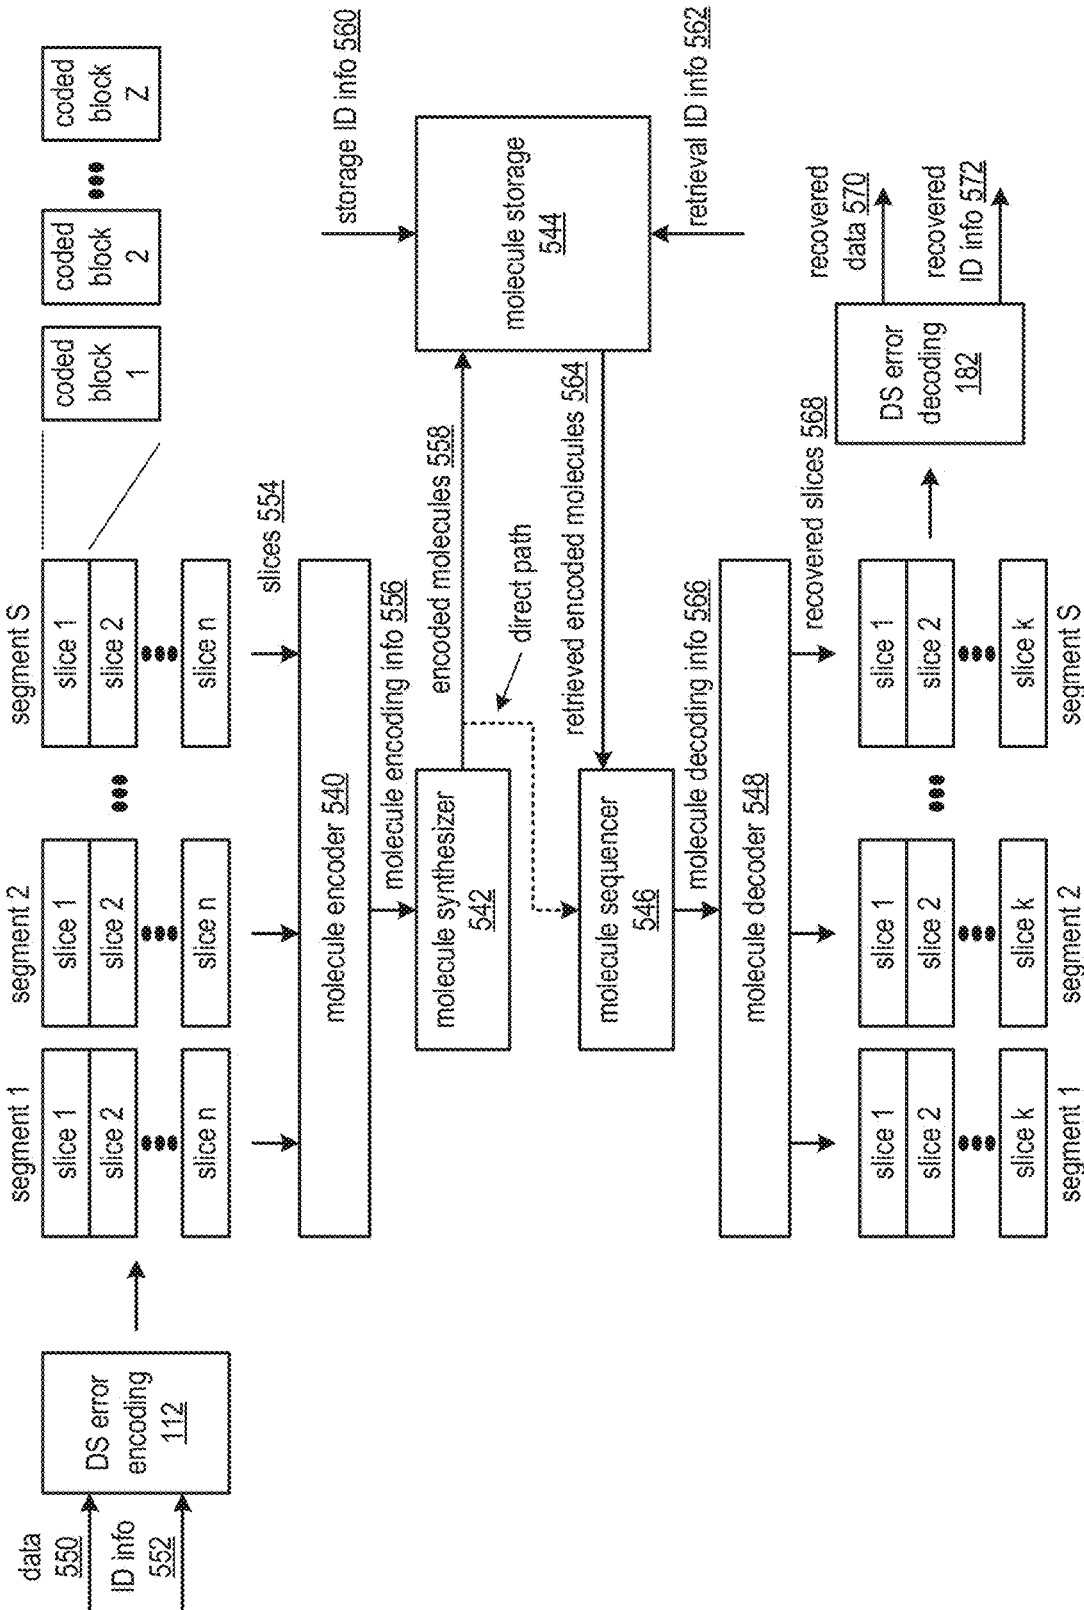 data
550
ID info
552
DS error
encoding
112
segment 1
slice 1
slice 2
slice n
segment 2
slice 1
slice 2
slice n
segment S
slice 1
slice 2
slice n
coded
block
1
coded
block
2
coded
block
Z
slices 554
molecule encoder 540
molecule encoding info 556
molecule synthesizer
542
encoded molecules 558
direct path
storage ID info 560
molecule storage
544
retrieval ID info 562
retrieved encoded molecules 564
molecule sequencer
546
molecule decoding info 566
molecule decoder 548
recovered slices 568
slice 1
slice 2
slice k
segment 1
slice 1
slice 2
slice k
segment 2
slice 1
slice 2
slice k
segment S
DS error
decoding
182
recovered
data 570
recovered
ID info 572